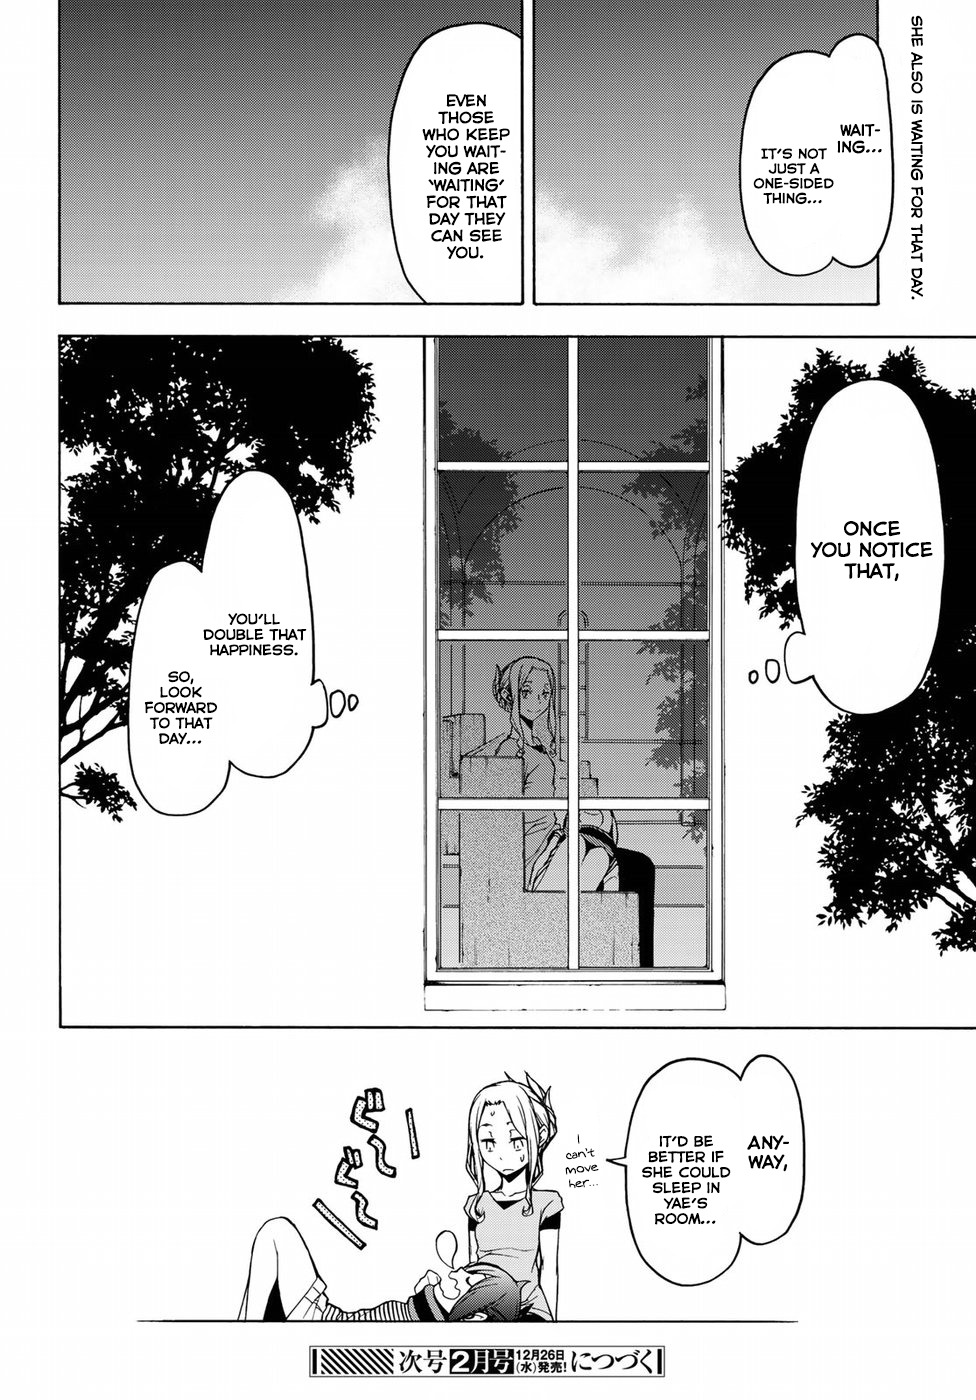 SHE ALSO IS WAITING FOR THAT DAY.
WAIT-
ING...
IT'S NOT
JUST A
ONE-SIDED
THING...
EVEN
THOSE
WHO KEEP
YOU WAIT-
ING ARE
'WAITING'
FOR THAT
DAY THEY
CAN SEE
YOU.
ONCE
YOU NOTICE
THAT,
YOU'LL
DOUBLE THAT
HAPPINESS.
SO,
LOOK
FORWARD
TO THAT
DAY...
ANY-
WAY,
IT'D BE
BETTER IF
SHE COULD
SLEEP IN
YAE'S
ROOM...
I
can't
move
her...
ど〜
ど〜
次号2月号 12月26日
(水)発売! につづく